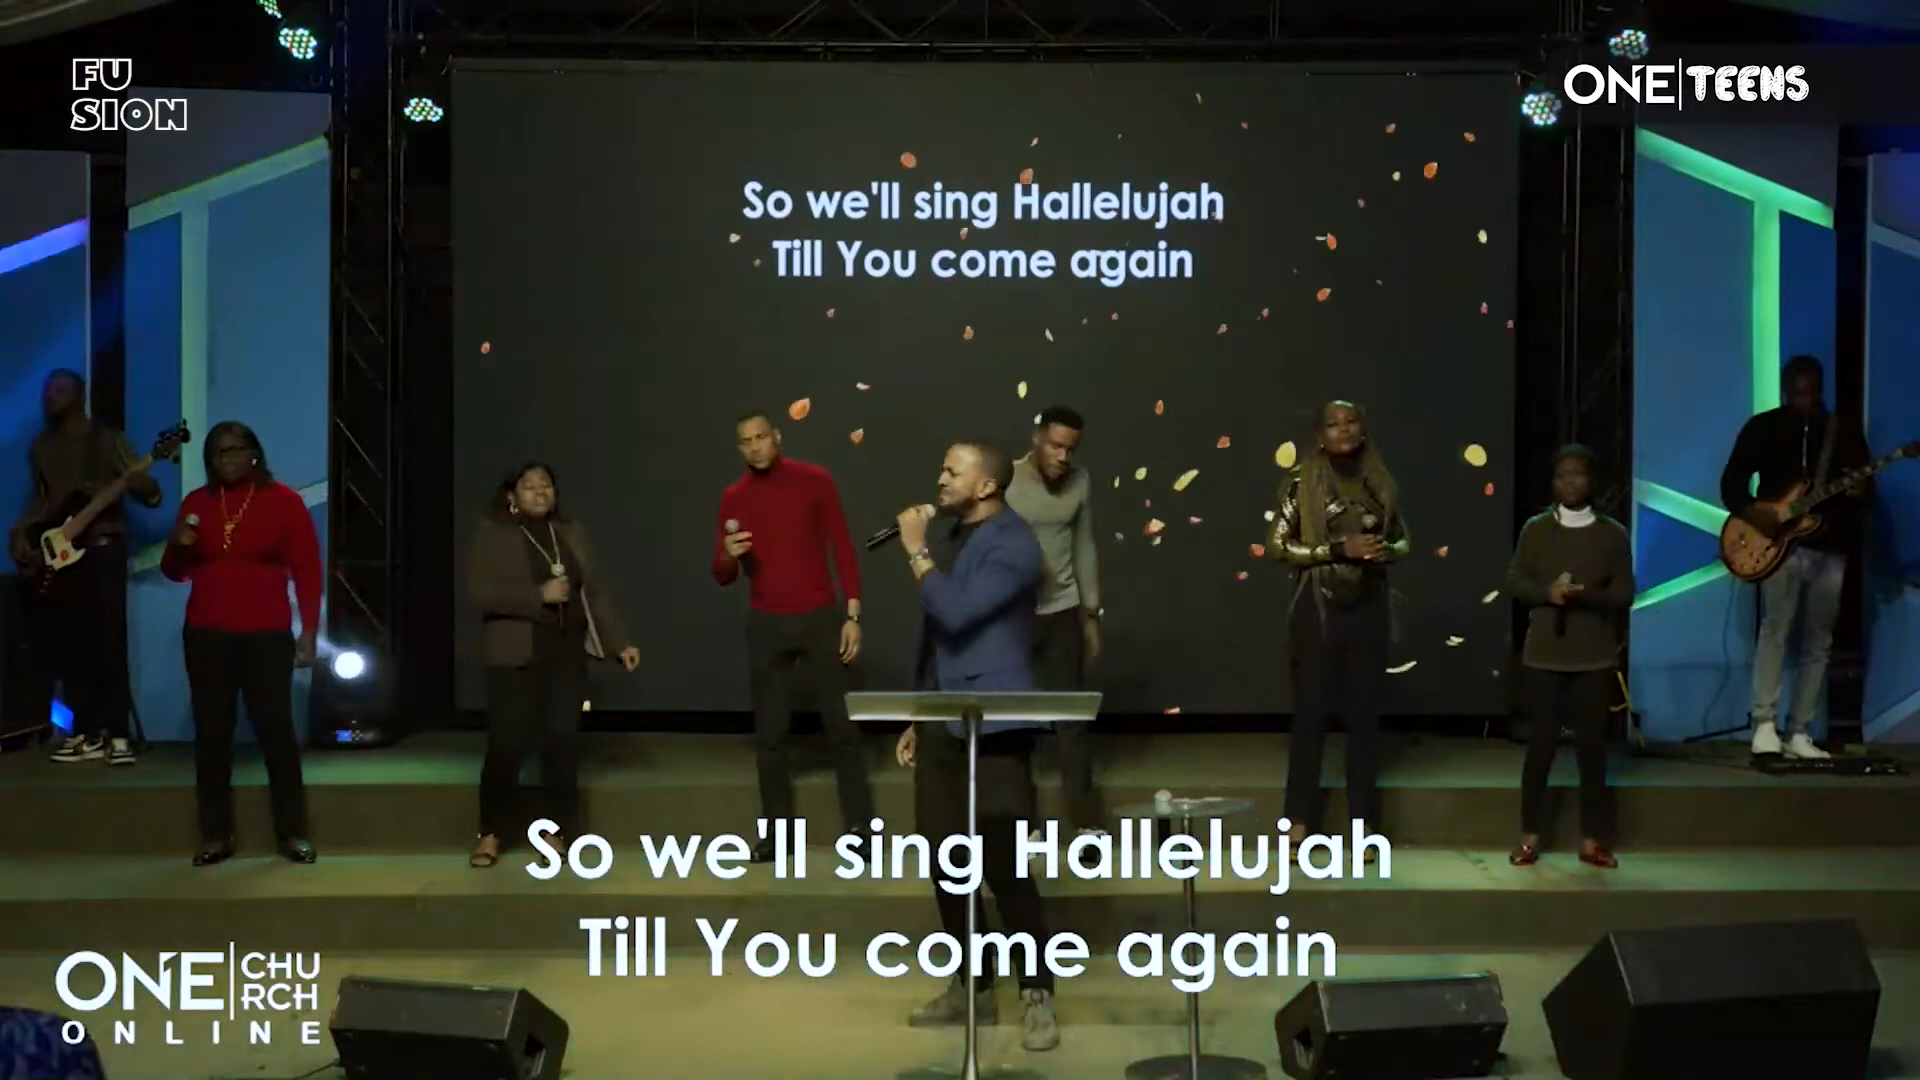 FU
SION
ONE TEENS
So we'll sing Hallelujah
Till You come again
So we'll sing Hallelujah
Till You come again
ONE CHU
RCH
ONLINE